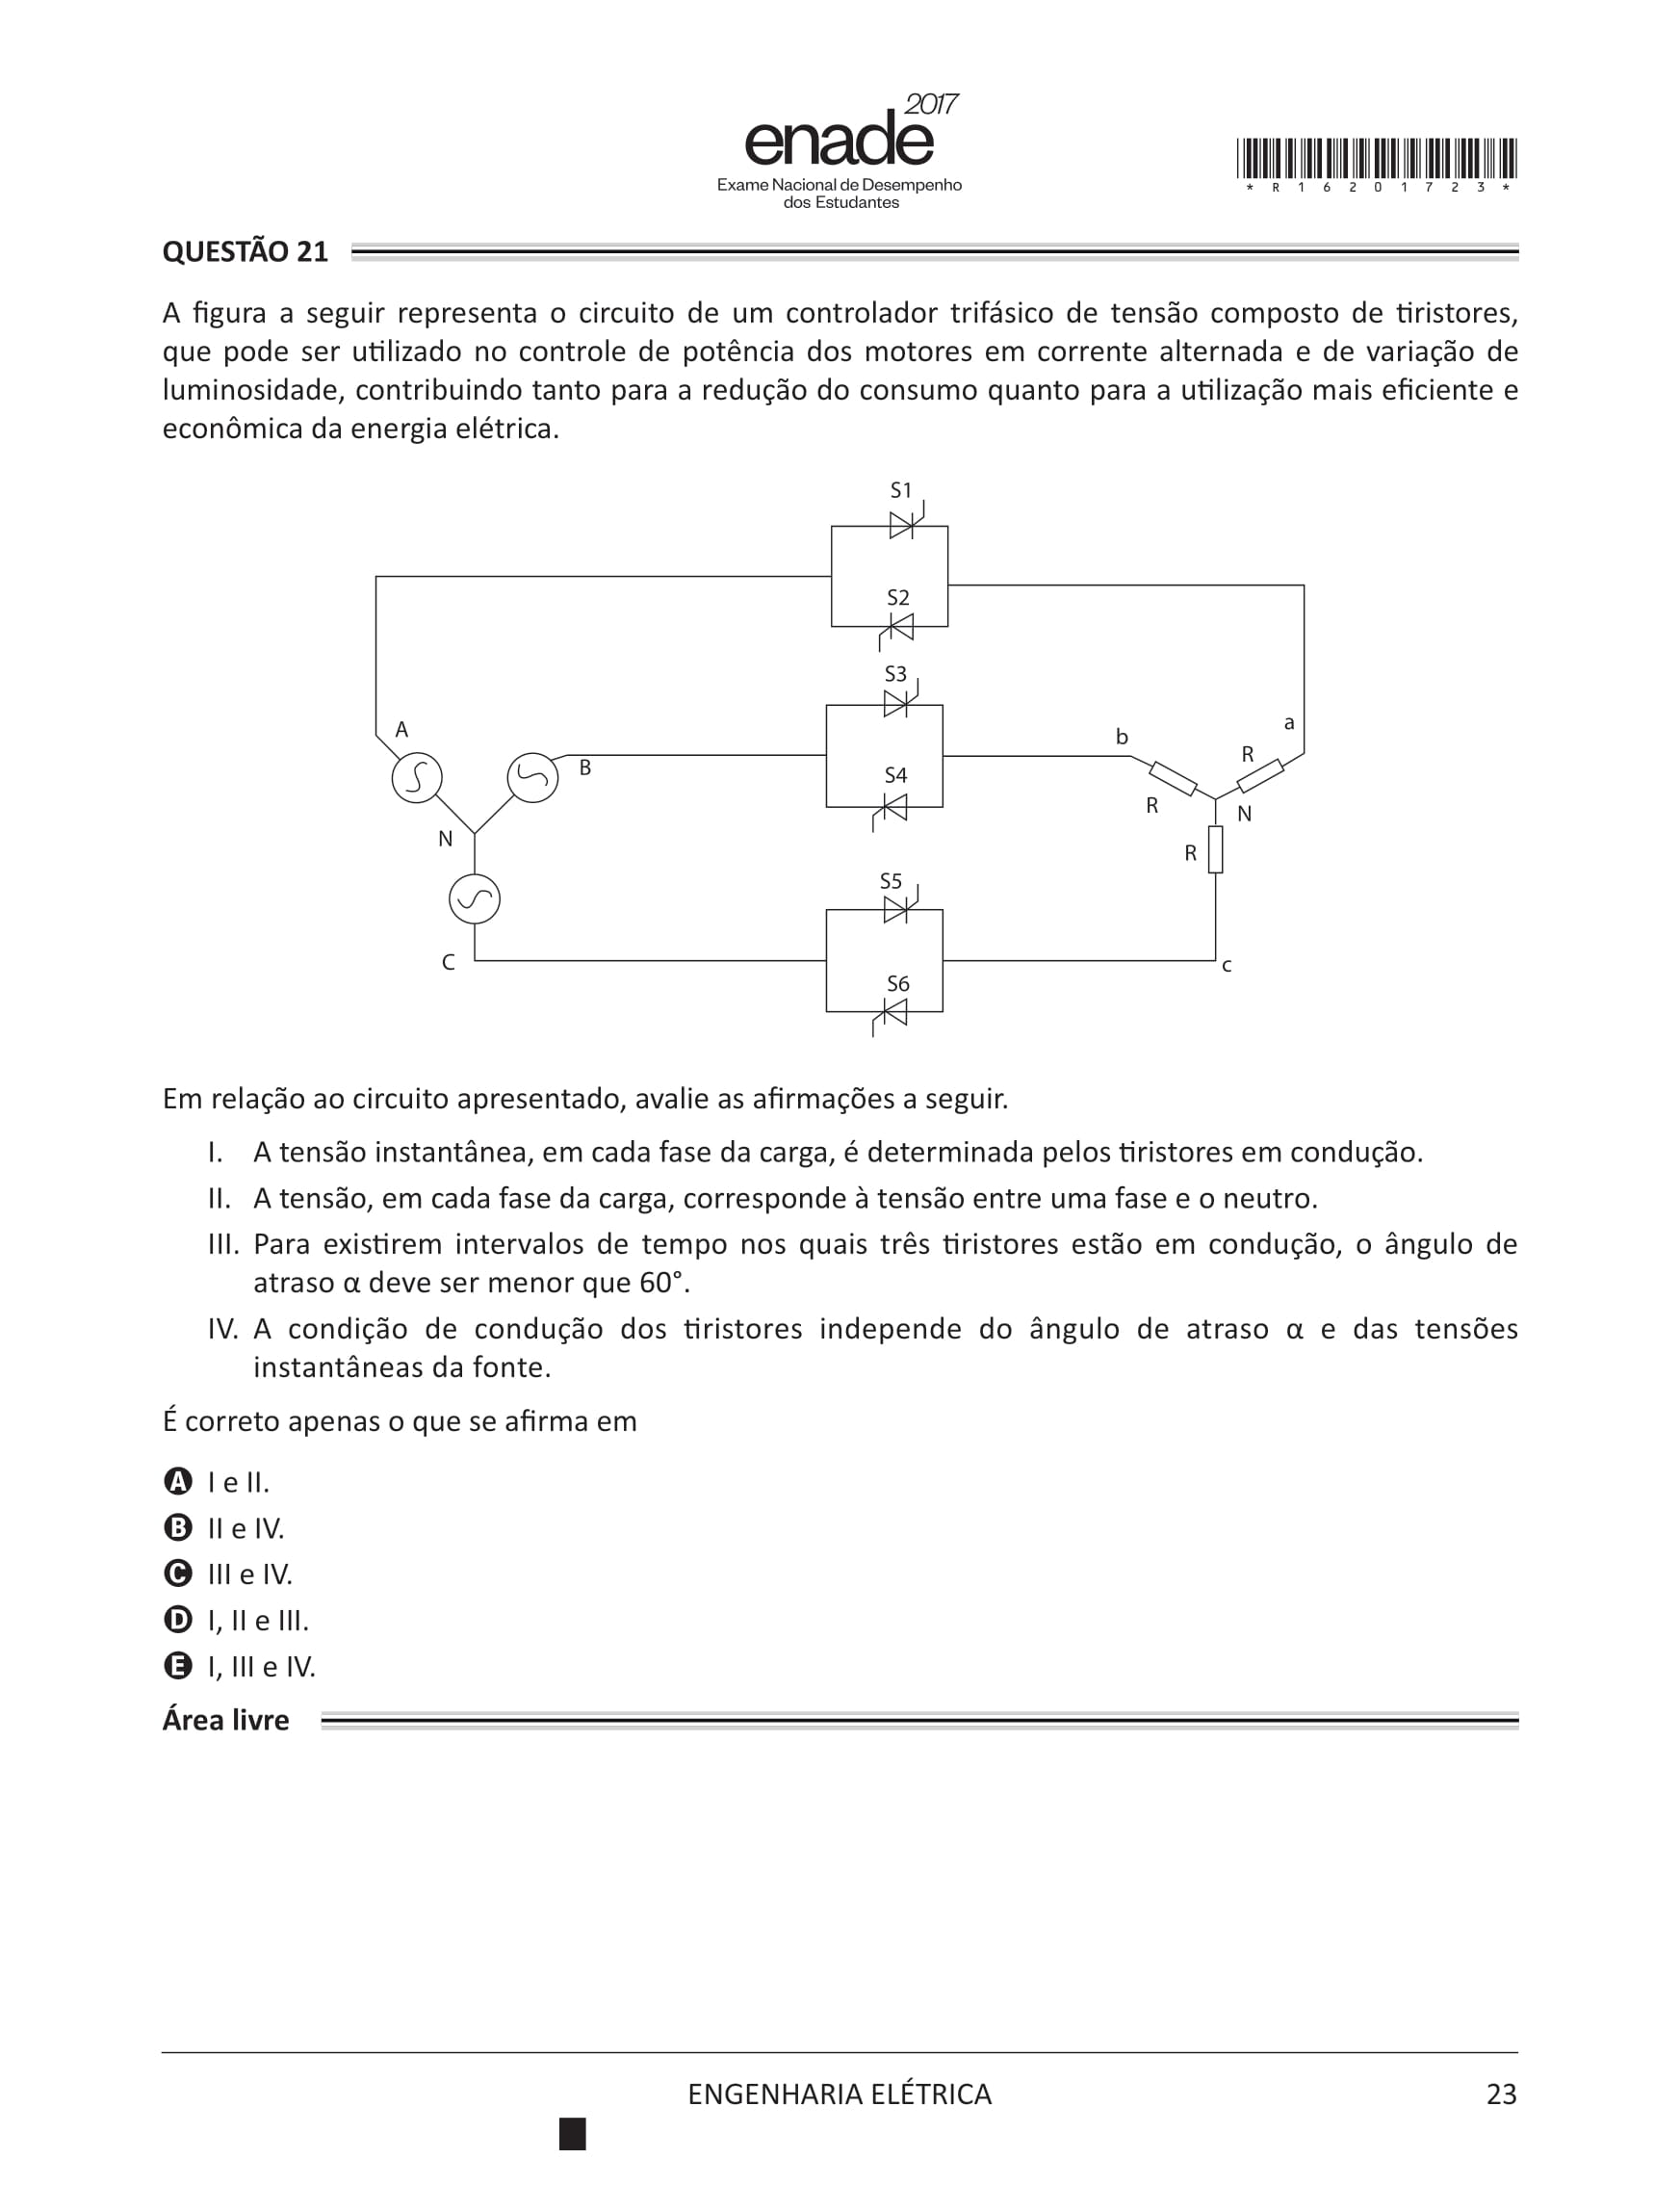 2017
enade
Exame Nacional de Desempenho
dos Estudantes
* R 1 6 2 0 1 7 2 3 *
QUESTÃO 21
A figura a seguir representa o circuito de um controlador trifásico de tensão composto de tiristores,
que pode ser utilizado no controle de potência dos motores em corrente alternada e de variação de
luminosidade, contribuindo tanto para a redução do consumo quanto para a utilização mais eficiente e
econômica da energia elétrica.
S1
S2
S3
A
a
b
B
R
S4
R
N
N
R
S5
C
c
S6
Em relação ao circuito apresentado, avalie as afirmações a seguir.
I. A tensão instantânea, em cada fase da carga, é determinada pelos tiristores em condução.
II. A tensão, em cada fase da carga, corresponde à tensão entre uma fase e o neutro.
III. Para existirem intervalos de tempo nos quais três tiristores estão em condução, o ângulo de
atraso α deve ser menor que 60°.
IV. A condição de condução dos tiristores independe do ângulo de atraso α e das tensões
instantâneas da fonte.
É correto apenas o que se afirma em
A I e II.
B II e IV.
C III e IV.
D I, II e III.
E I, III e IV.
Área livre
ENGENHARIA ELÉTRICA
23